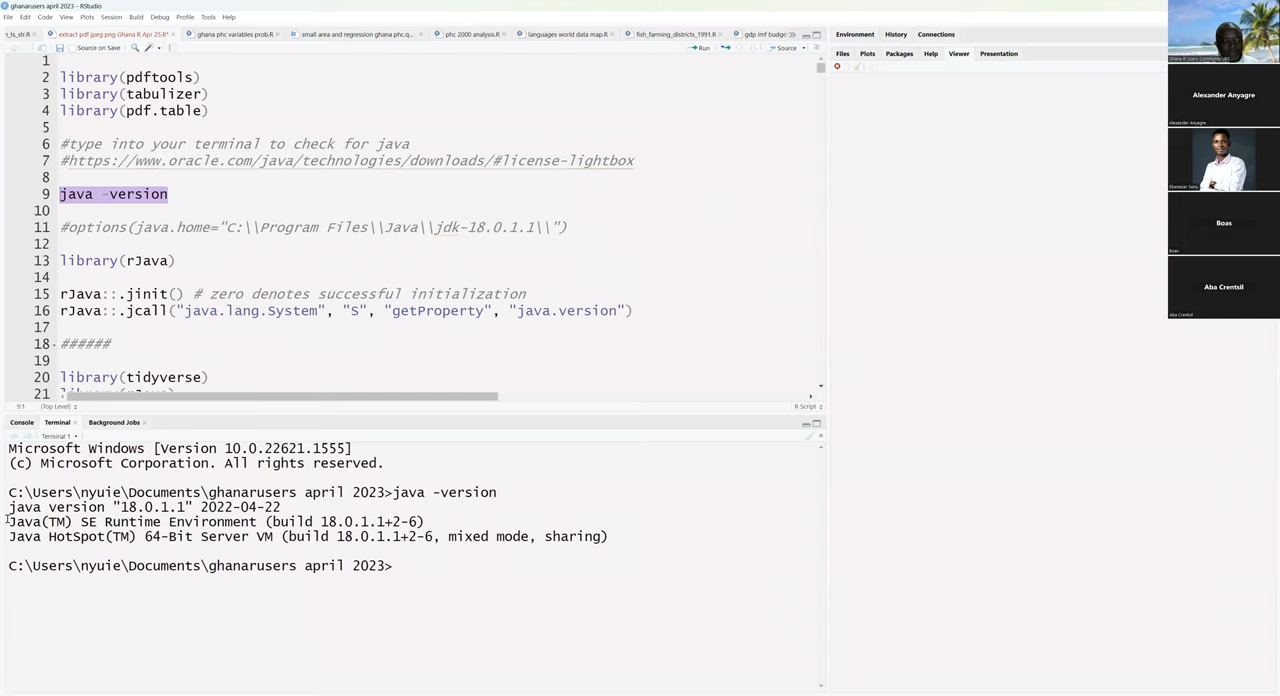 ghanarusers april 2023 - RStudio
File Edit Code View Plots Session Build Debug Profile Tools Help
n_ts_str.R extract pdf jpeg png Ghana R Apr 25.R* ghana phc variables prob.R small area and regression ghana phc.q... phc 2000 analysis.R languages world data map.R fish_farming_districts_1991.R gdp imf budge
Source on Save Run Source
1
2 library(pdftools)
3 library(tabulizer)
4 library(pdf.table)
5
6 #type into your terminal to check for java
7 #https://www.oracle.com/java/technologies/downloads/#license-lightbox
8
9 java -version
10
11 #options(java.home="C:\\Program Files\\Java\\jdk-18.0.1.1\\")
12
13 library(rJava)
14
15 rJava::.jinit() # zero denotes successful initialization
16 rJava::.jcall("java.lang.System", "S", "getProperty", "java.version")
17
18 ######
19
20 library(tidyverse)
21
9:1 (Top Level) R Script
Console Terminal Background Jobs
Terminal 1
Microsoft Windows [Version 10.0.22621.1555]
(c) Microsoft Corporation. All rights reserved.
C:\Users\nyuie\Documents\ghanarusers april 2023>java -version
java version "18.0.1.1" 2022-04-22
Java(TM) SE Runtime Environment (build 18.0.1.1+2-6)
Java HotSpot(TM) 64-Bit Server VM (build 18.0.1.1+2-6, mixed mode, sharing)
C:\Users\nyuie\Documents\ghanarusers april 2023>
Environment History Connections
Files Plots Packages Help Viewer Presentation
Alexander Anyagre
Alexander Anyagre
Boas
Boas
Aba Crentsil
Aba Crentsil